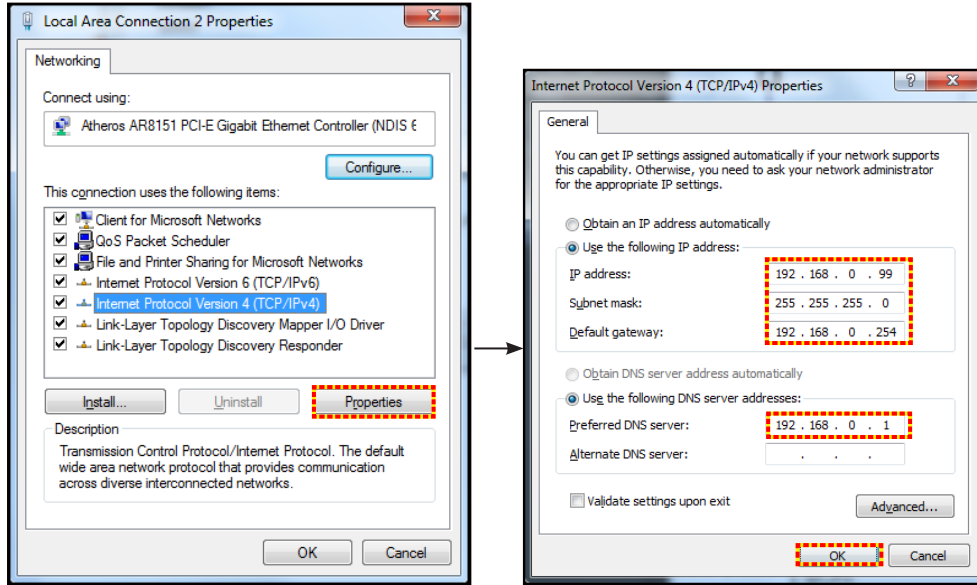 Local Area Connection 2 Properties
Networking
Connect using:
Atheros AR8151 PCI-E Gigabit Ethernet Controller (NDIS 6
Configure...
This connection uses the following items:
Client for Microsoft Networks
QoS Packet Scheduler
File and Printer Sharing for Microsoft Networks
Internet Protocol Version 6 (TCP/IPv6)
Internet Protocol Version 4 (TCP/IPv4)
Link-Layer Topology Discovery Mapper I/O Driver
Link-Layer Topology Discovery Responder
Install...
Uninstall
Properties
Description
Transmission Control Protocol/Internet Protocol. The default
wide area network protocol that provides communication
across diverse interconnected networks.
OK
Cancel
Internet Protocol Version 4 (TCP/IPv4) Properties
General
You can get IP settings assigned automatically if your network supports
this capability. Otherwise, you need to ask your network administrator
for the appropriate IP settings.
Obtain an IP address automatically
Use the following IP address:
IP address: 192 . 168 . 0 . 99
Subnet mask: 255 . 255 . 255 . 0
Default gateway: 192 . 168 . 0 . 254
Obtain DNS server address automatically
Use the following DNS server addresses:
Preferred DNS server: 192 . 168 . 0 . 1
Alternate DNS server: . . .
Validate settings upon exit
Advanced...
OK
Cancel